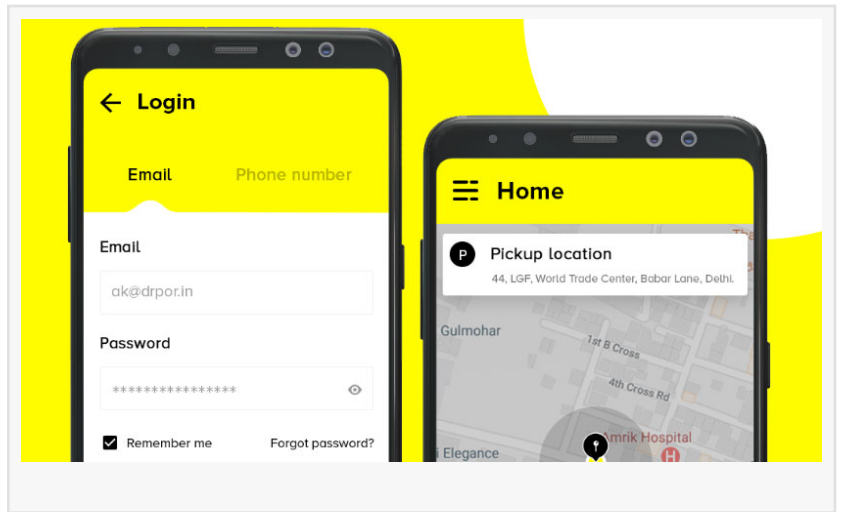 Login
Email Phone number
Email
ak@drpor.in
Password
****************
Remember me Forgot password?
Home
The
P Pickup location
44, LGF, World Trade Center, Babar Lane, Delhi.
Gulmohar
1st B Cross
4th Cross Rd
Amrik Hospital
H
i Elegance